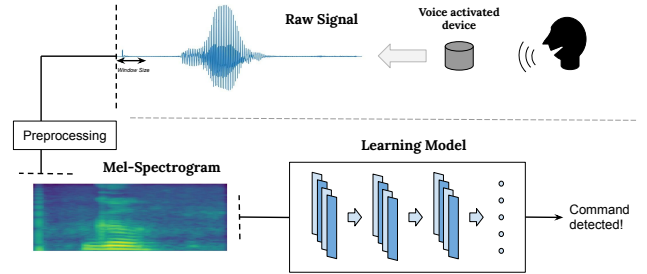 Raw Signal
Voice activated
device
Window Size
Preprocessing
Mel-Spectrogram
Learning Model
Command
detected!